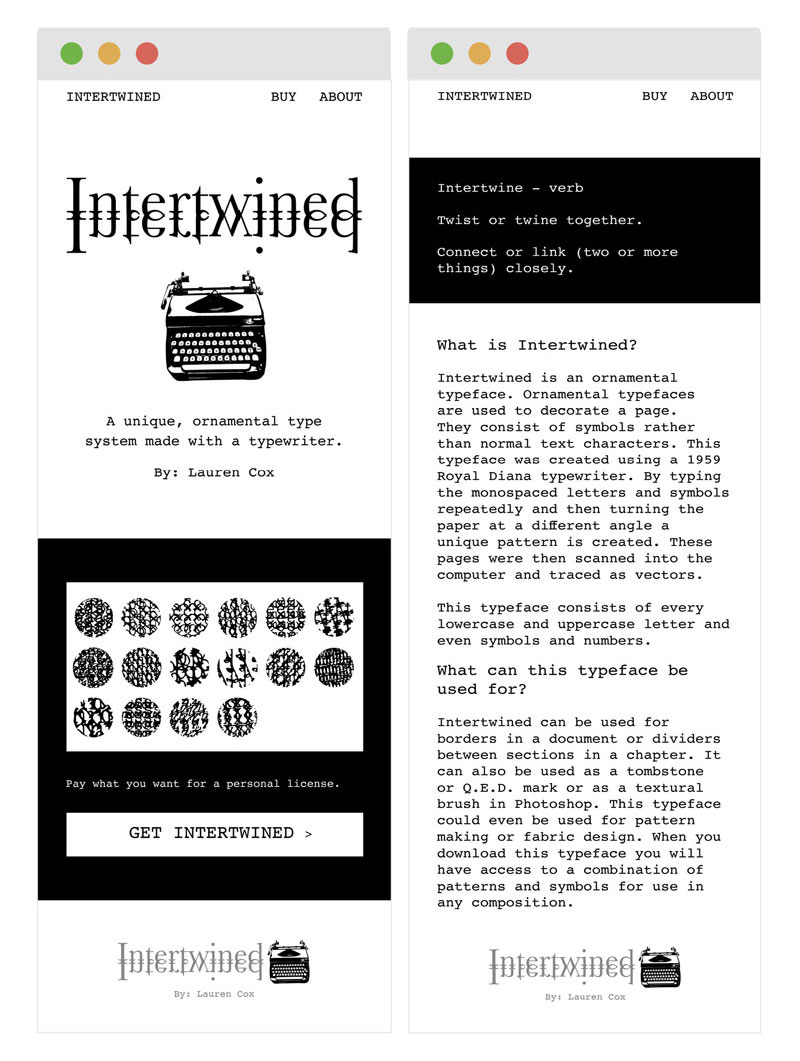 INTERTWINED BUY ABOUT
Intertwined
A unique, ornamental type
system made with a typewriter.
By: Lauren Cox
Pay what you want for a personal license.
GET INTERTWINED >
Intertwined
By: Lauren Cox
INTERTWINED BUY ABOUT
Intertwine – verb
Twist or twine together.
Connect or link (two or more
things) closely.
What is Intertwined?
Intertwined is an ornamental
typeface. Ornamental typefaces
are used to decorate a page.
They consist of symbols rather
than normal text characters. This
typeface was created using a 1959
Royal Diana typewriter. By typing
the monospaced letters and symbols
repeatedly and then turning the
paper at a different angle a
unique pattern is created. These
pages were then scanned into the
computer and traced as vectors.
This typeface consists of every
lowercase and uppercase letter and
even symbols and numbers.
What can this typeface be
used for?
Intertwined can be used for
borders in a document or dividers
between sections in a chapter. It
can also be used as a tombstone
or Q.E.D. mark or as a textural
brush in Photoshop. This typeface
could even be used for pattern
making or fabric design. When you
download this typeface you will
have access to a combination of
patterns and symbols for use in
any composition.
Intertwined
By: Lauren Cox